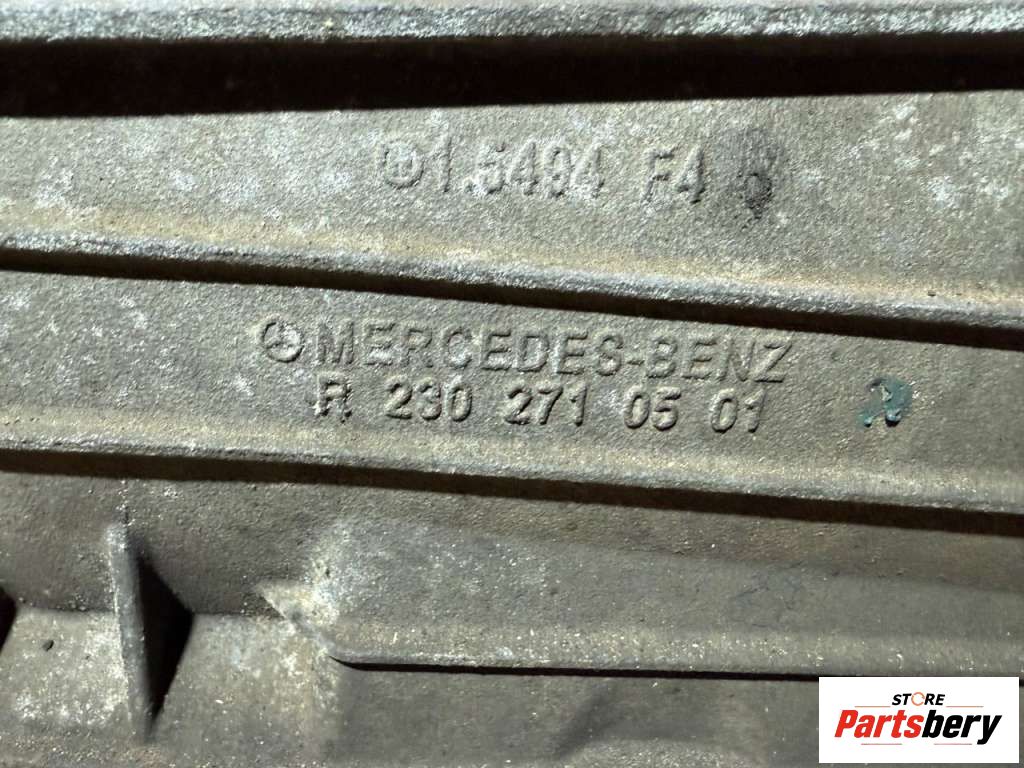 1.5494 F4
MERCEDES-BENZ
R 230 271 05 01
STORE
Partsbery